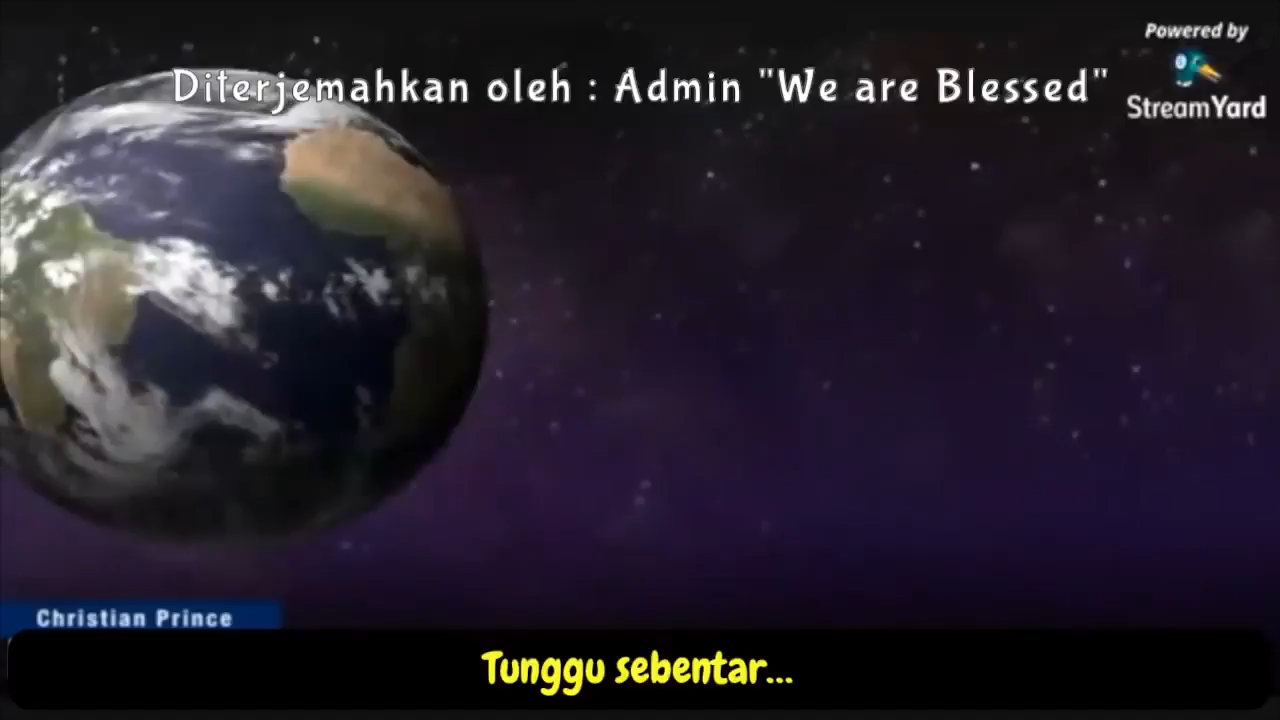 Powered by
Diterjemahkan oleh : Admin "We are Blessed"
StreamYard
Christian Prince
Tunggu sebentar...